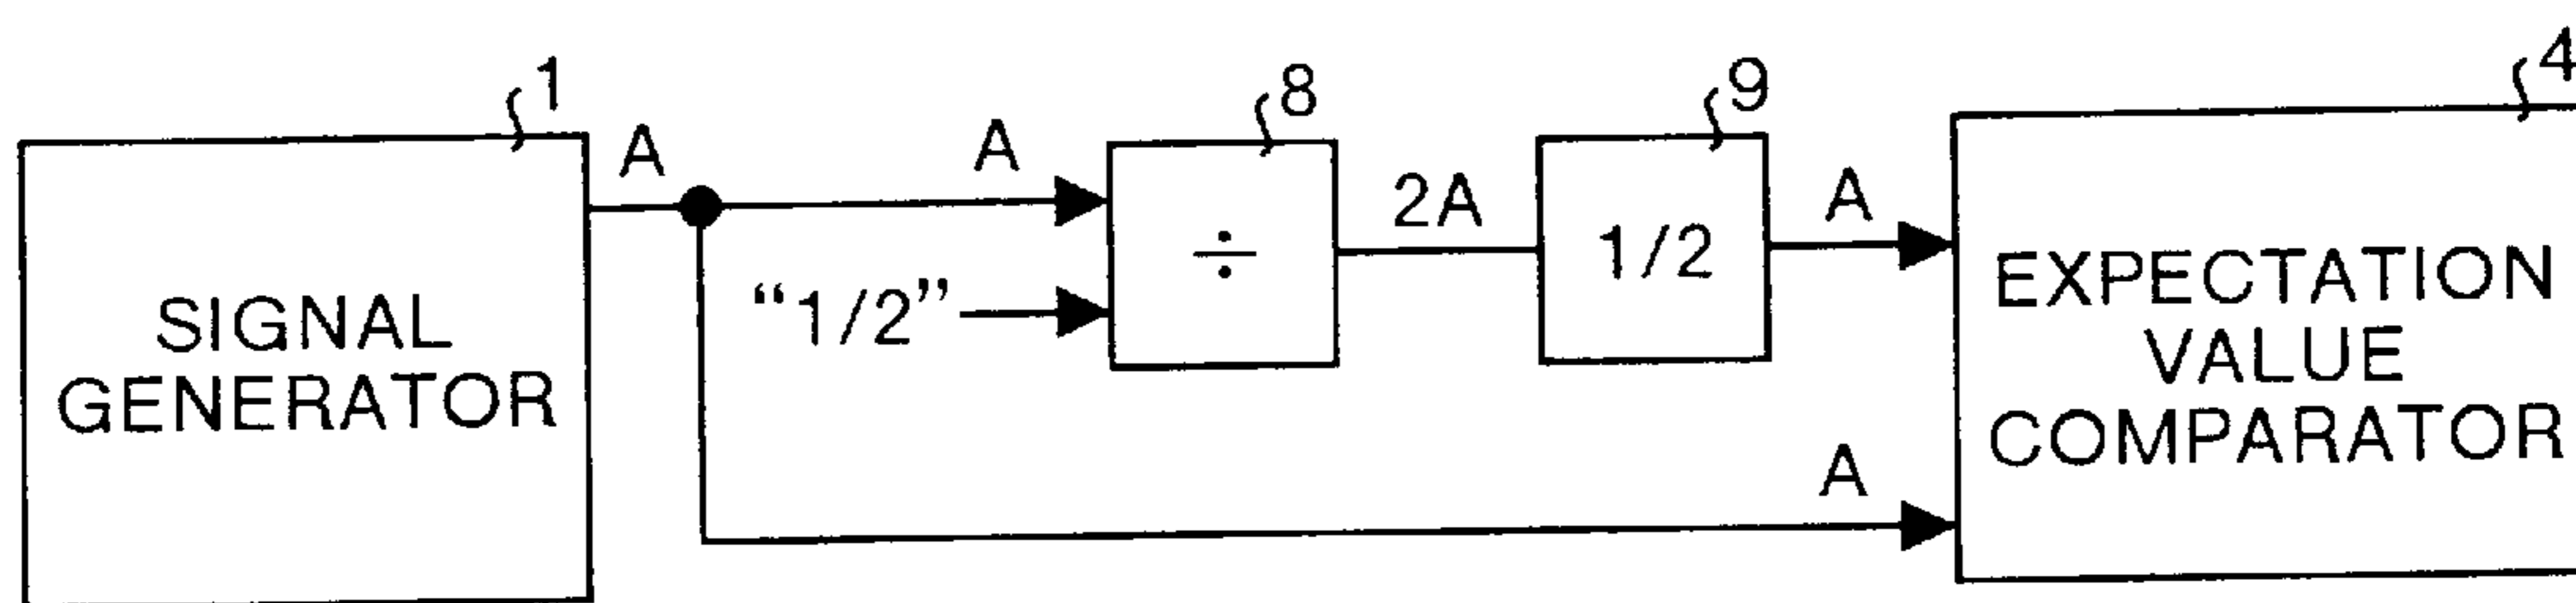 1
8
9
4
A
A
2A
A
÷
1/2
"1/2"
SIGNAL
GENERATOR
EXPECTATION
VALUE
COMPARATOR
A